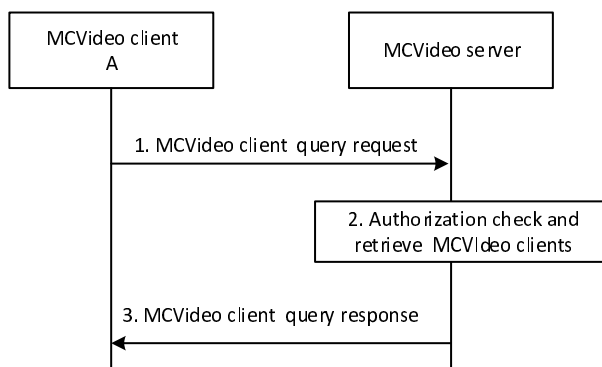 MCVideo client
A
MCVideo server
1. MCVideo client query request
2. Authorization check and
retrieve MCVIdeo clients
3. MCVideo client query response